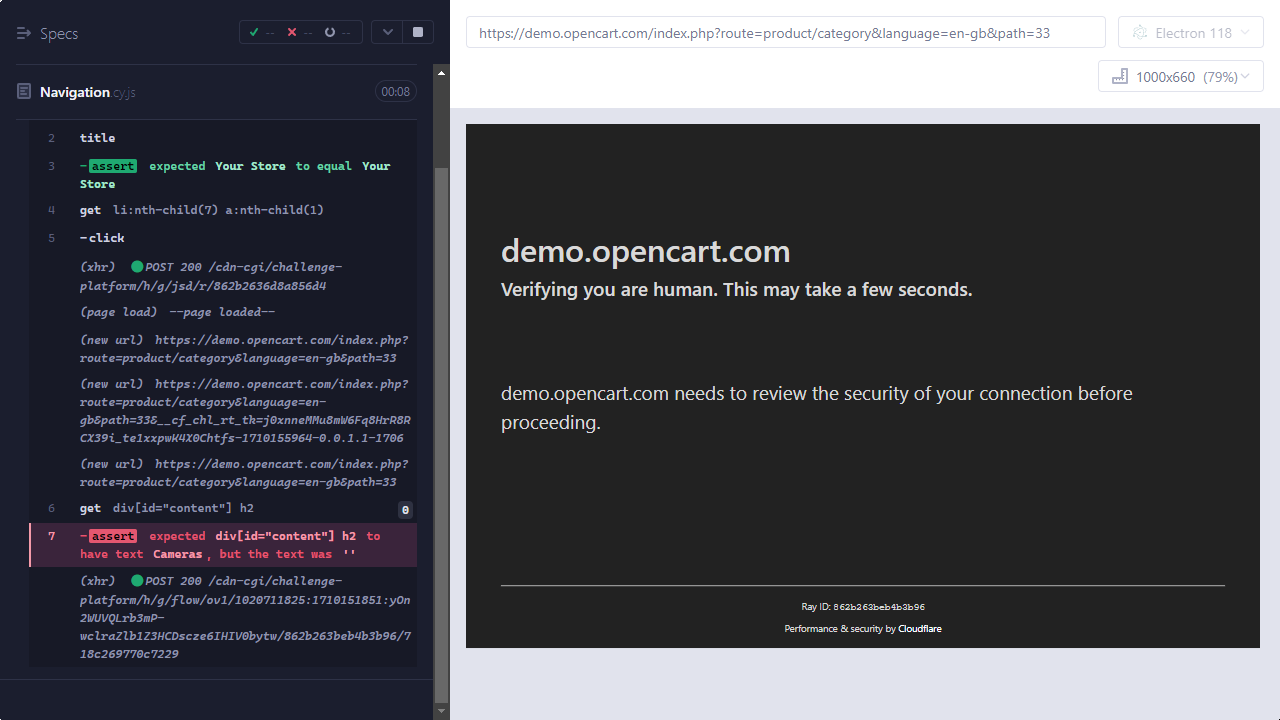 Specs
--
--
--
Navigation.cy.js
00:08
2 title
3 -assert expected Your Store to equal Your
Store
4 get li:nth-child(7) a:nth-child(1)
5 -click
(xhr) POST 200 /cdn-cgi/challenge-
platform/h/g/jsd/r/862b2636d8a856d4
(page load) --page loaded--
(new url) https://demo.opencart.com/index.php?
route=product/category&language=en-gb&path=33
(new url) https://demo.opencart.com/index.php?
route=product/category&language=en-
gb&path=33&__cf_chl_rt_tk=j0xnneMMu8mW6Fq8HrR8R
CX39i_te1xxpwK4X0Chtfs-1710155964-0.0.1.1-1706
(new url) https://demo.opencart.com/index.php?
route=product/category&language=en-gb&path=33
6 get div[id="content"] h2 0
7 -assert expected div[id="content"] h2 to
have text Cameras, but the text was ''
(xhr) POST 200 /cdn-cgi/challenge-
platform/h/g/flow/ov1/1020711825:1710151851:yOn
2WUVQLrb3mP-
wclraZlb1Z3HCDscze6IHIV0bytw/862b263beb4b3b96/7
18c269770c7229
https://demo.opencart.com/index.php?route=product/category&language=en-gb&path=33
Electron 118
1000x660 (79%)
demo.opencart.com
Verifying you are human. This may take a few seconds.
demo.opencart.com needs to review the security of your connection before
proceeding.
Ray ID: 862b263beb4b3b96
Performance & security by Cloudflare